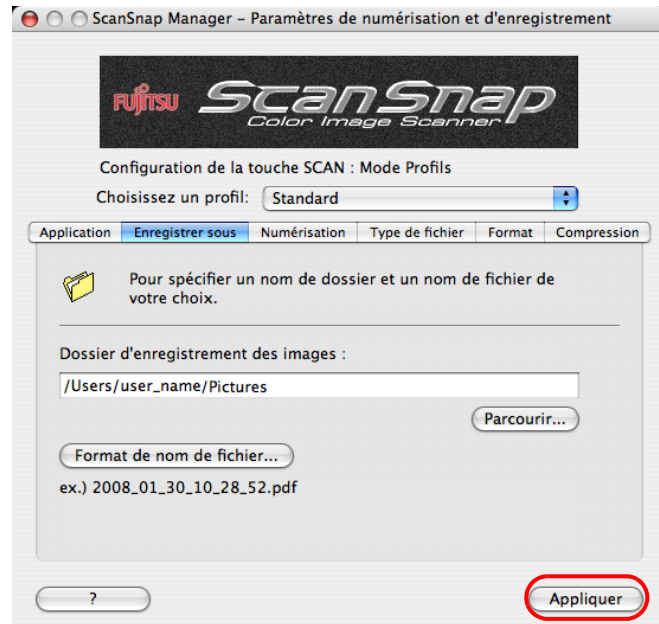 ScanSnap Manager – Paramètres de numérisation et d'enregistrement
FUJITSU ScanSnap
Color Image Scanner
Configuration de la touche SCAN : Mode Profils
Choisissez un profil: Standard
Application Enregistrer sous Numérisation Type de fichier Format Compression
Pour spécifier un nom de dossier et un nom de fichier de
votre choix.
Dossier d'enregistrement des images :
/Users/user_name/Pictures
Parcourir...
Format de nom de fichier...
ex.) 2008_01_30_10_28_52.pdf
? Appliquer